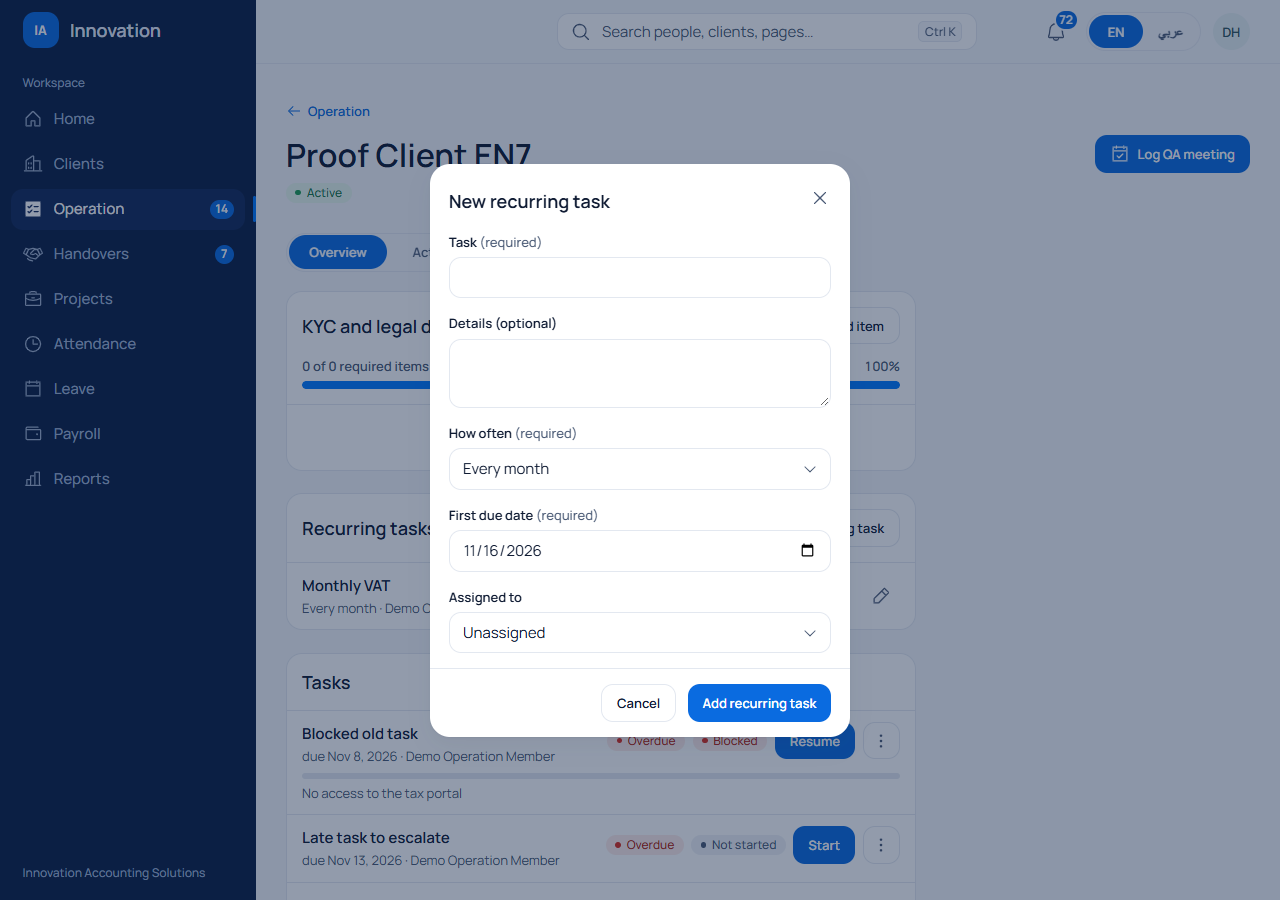 IA Innovation
Search people, clients, pages...
Ctrl K
72
EN
عربي
DH
Workspace
Home
Clients
Operation 14
Handovers 7
Projects
Attendance
Leave
Payroll
Reports
Innovation Accounting Solutions
← Operation
Proof Client EN7
Log QA meeting
Active
Overview
KYC and legal
item
0 of 0 required items
100%
Recurring tasks
task
Monthly VAT
Every month · Demo
Tasks
Blocked old task
Overdue
Blocked
Resume
due Nov 8, 2026 · Demo Operation Member
No access to the tax portal
Late task to escalate
Overdue
Not started
Start
due Nov 13, 2026 · Demo Operation Member
New recurring task
Task (required)
Details (optional)
How often (required)
Every month
First due date (required)
11/16/2026
Assigned to
Unassigned
Cancel
Add recurring task